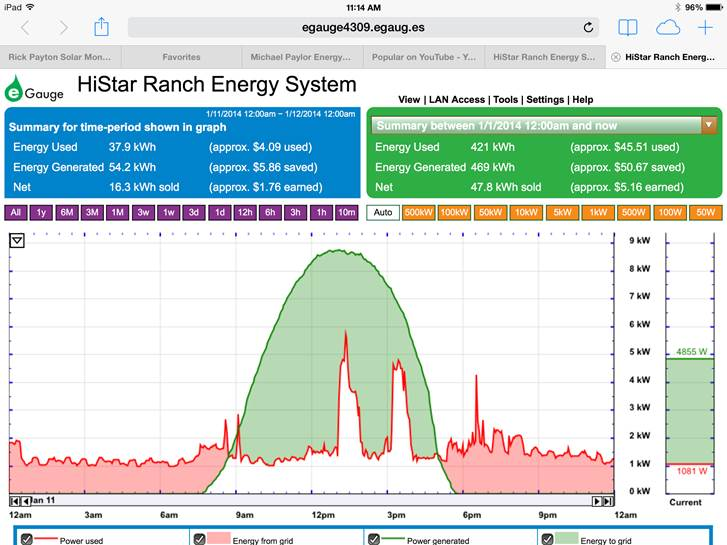 iPad 11:14 AM 96%
egauge4309.egaug.es
Rick Payton Solar Mon... Favorites Michael Paylor Energy... Popular on YouTube - Y... HiStar Ranch Energy S... HiStar Ranch Energ...
eGauge HiStar Ranch Energy System
View | LAN Access | Tools | Settings | Help
1/11/2014 12:00am – 1/12/2014 12:00am
Summary for time-period shown in graph
Energy Used 37.9 kWh (approx. $4.09 used)
Energy Generated 54.2 kWh (approx. $5.86 saved)
Net 16.3 kWh sold (approx. $1.76 earned)
Summary between 1/1/2014 12:00am and now
Energy Used 421 kWh (approx. $45.51 used)
Energy Generated 469 kWh (approx. $50.67 saved)
Net 47.8 kWh sold (approx. $5.16 earned)
All 1y 6M 3M 1M 3w 1w 3d 1d 12h 6h 3h 1h 10m Auto 500kW 100kW 50kW 10kW 5kW 1kW 500W 100W 50W
9 kW
8 kW
7 kW
6 kW
5 kW
4 kW
3 kW
2 kW
1 kW
0 kW
4855 W
1081 W
Current
Jan 11
12am 3am 6am 9am 12pm 3pm 6pm 9pm 12am
Power used Energy from grid Power generated Energy to grid